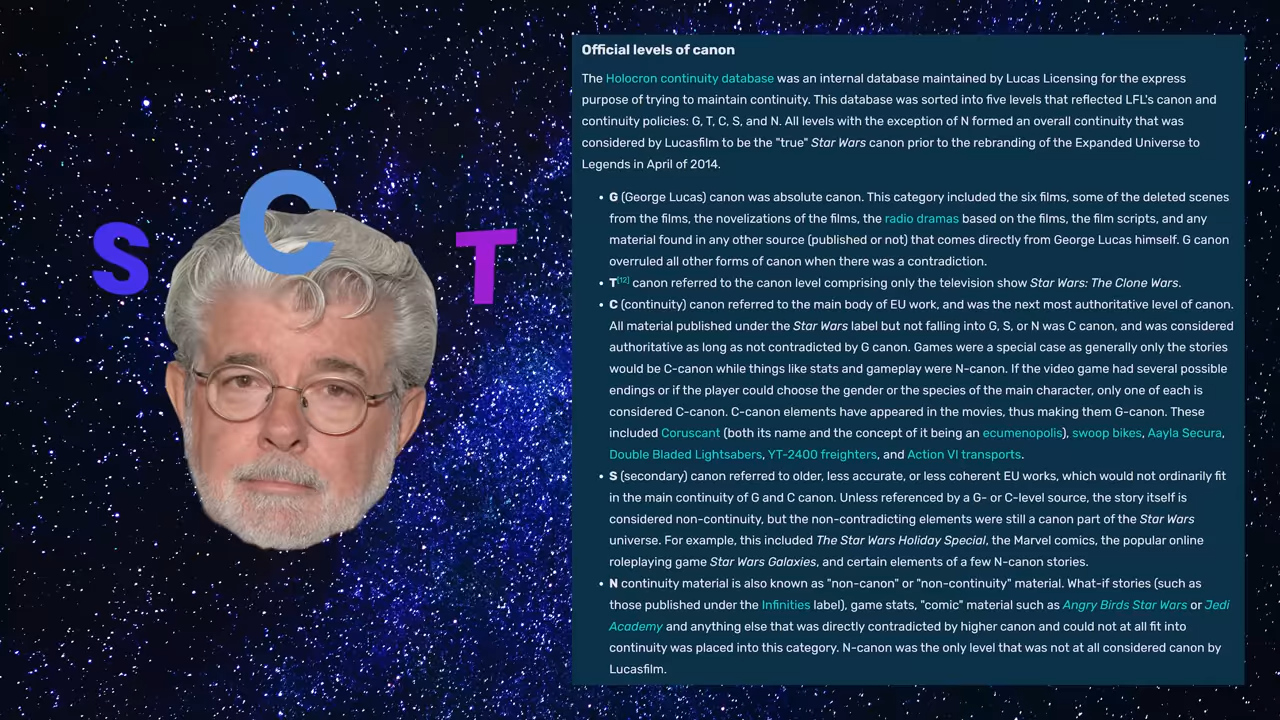 S
C
T
Official levels of canon
The Holocron continuity database was an internal database maintained by Lucas Licensing for the express
purpose of trying to maintain continuity. This database was sorted into five levels that reflected LFL's canon and
continuity policies: G, T, C, S, and N. All levels with the exception of N formed an overall continuity that was
considered by Lucasfilm to be the "true" Star Wars canon prior to the rebranding of the Expanded Universe to
Legends in April of 2014.
• G (George Lucas) canon was absolute canon. This category included the six films, some of the deleted scenes
from the films, the novelizations of the films, the radio dramas based on the films, the film scripts, and any
material found in any other source (published or not) that comes directly from George Lucas himself. G canon
overruled all other forms of canon when there was a contradiction.
• T[12] canon referred to the canon level comprising only the television show Star Wars: The Clone Wars.
• C (continuity) canon referred to the main body of EU work, and was the next most authoritative level of canon.
All material published under the Star Wars label but not falling into G, S, or N was C canon, and was considered
authoritative as long as not contradicted by G canon. Games were a special case as generally only the stories
would be C-canon while things like stats and gameplay were N-canon. If the video game had several possible
endings or if the player could choose the gender or the species of the main character, only one of each is
considered C-canon. C-canon elements have appeared in the movies, thus making them G-canon. These
included Coruscant (both its name and the concept of it being an ecumenopolis), swoop bikes, Aayla Secura,
Double Bladed Lightsabers, YT-2400 freighters, and Action VI transports.
• S (secondary) canon referred to older, less accurate, or less coherent EU works, which would not ordinarily fit
in the main continuity of G and C canon. Unless referenced by a G- or C-level source, the story itself is
considered non-continuity, but the non-contradicting elements were still a canon part of the Star Wars
universe. For example, this included The Star Wars Holiday Special, the Marvel comics, the popular online
roleplaying game Star Wars Galaxies, and certain elements of a few N-canon stories.
• N continuity material is also known as "non-canon" or "non-continuity" material. What-if stories (such as
those published under the Infinities label), game stats, "comic" material such as Angry Birds Star Wars or Jedi
Academy and anything else that was directly contradicted by higher canon and could not at all fit into
continuity was placed into this category. N-canon was the only level that was not at all considered canon by
Lucasfilm.